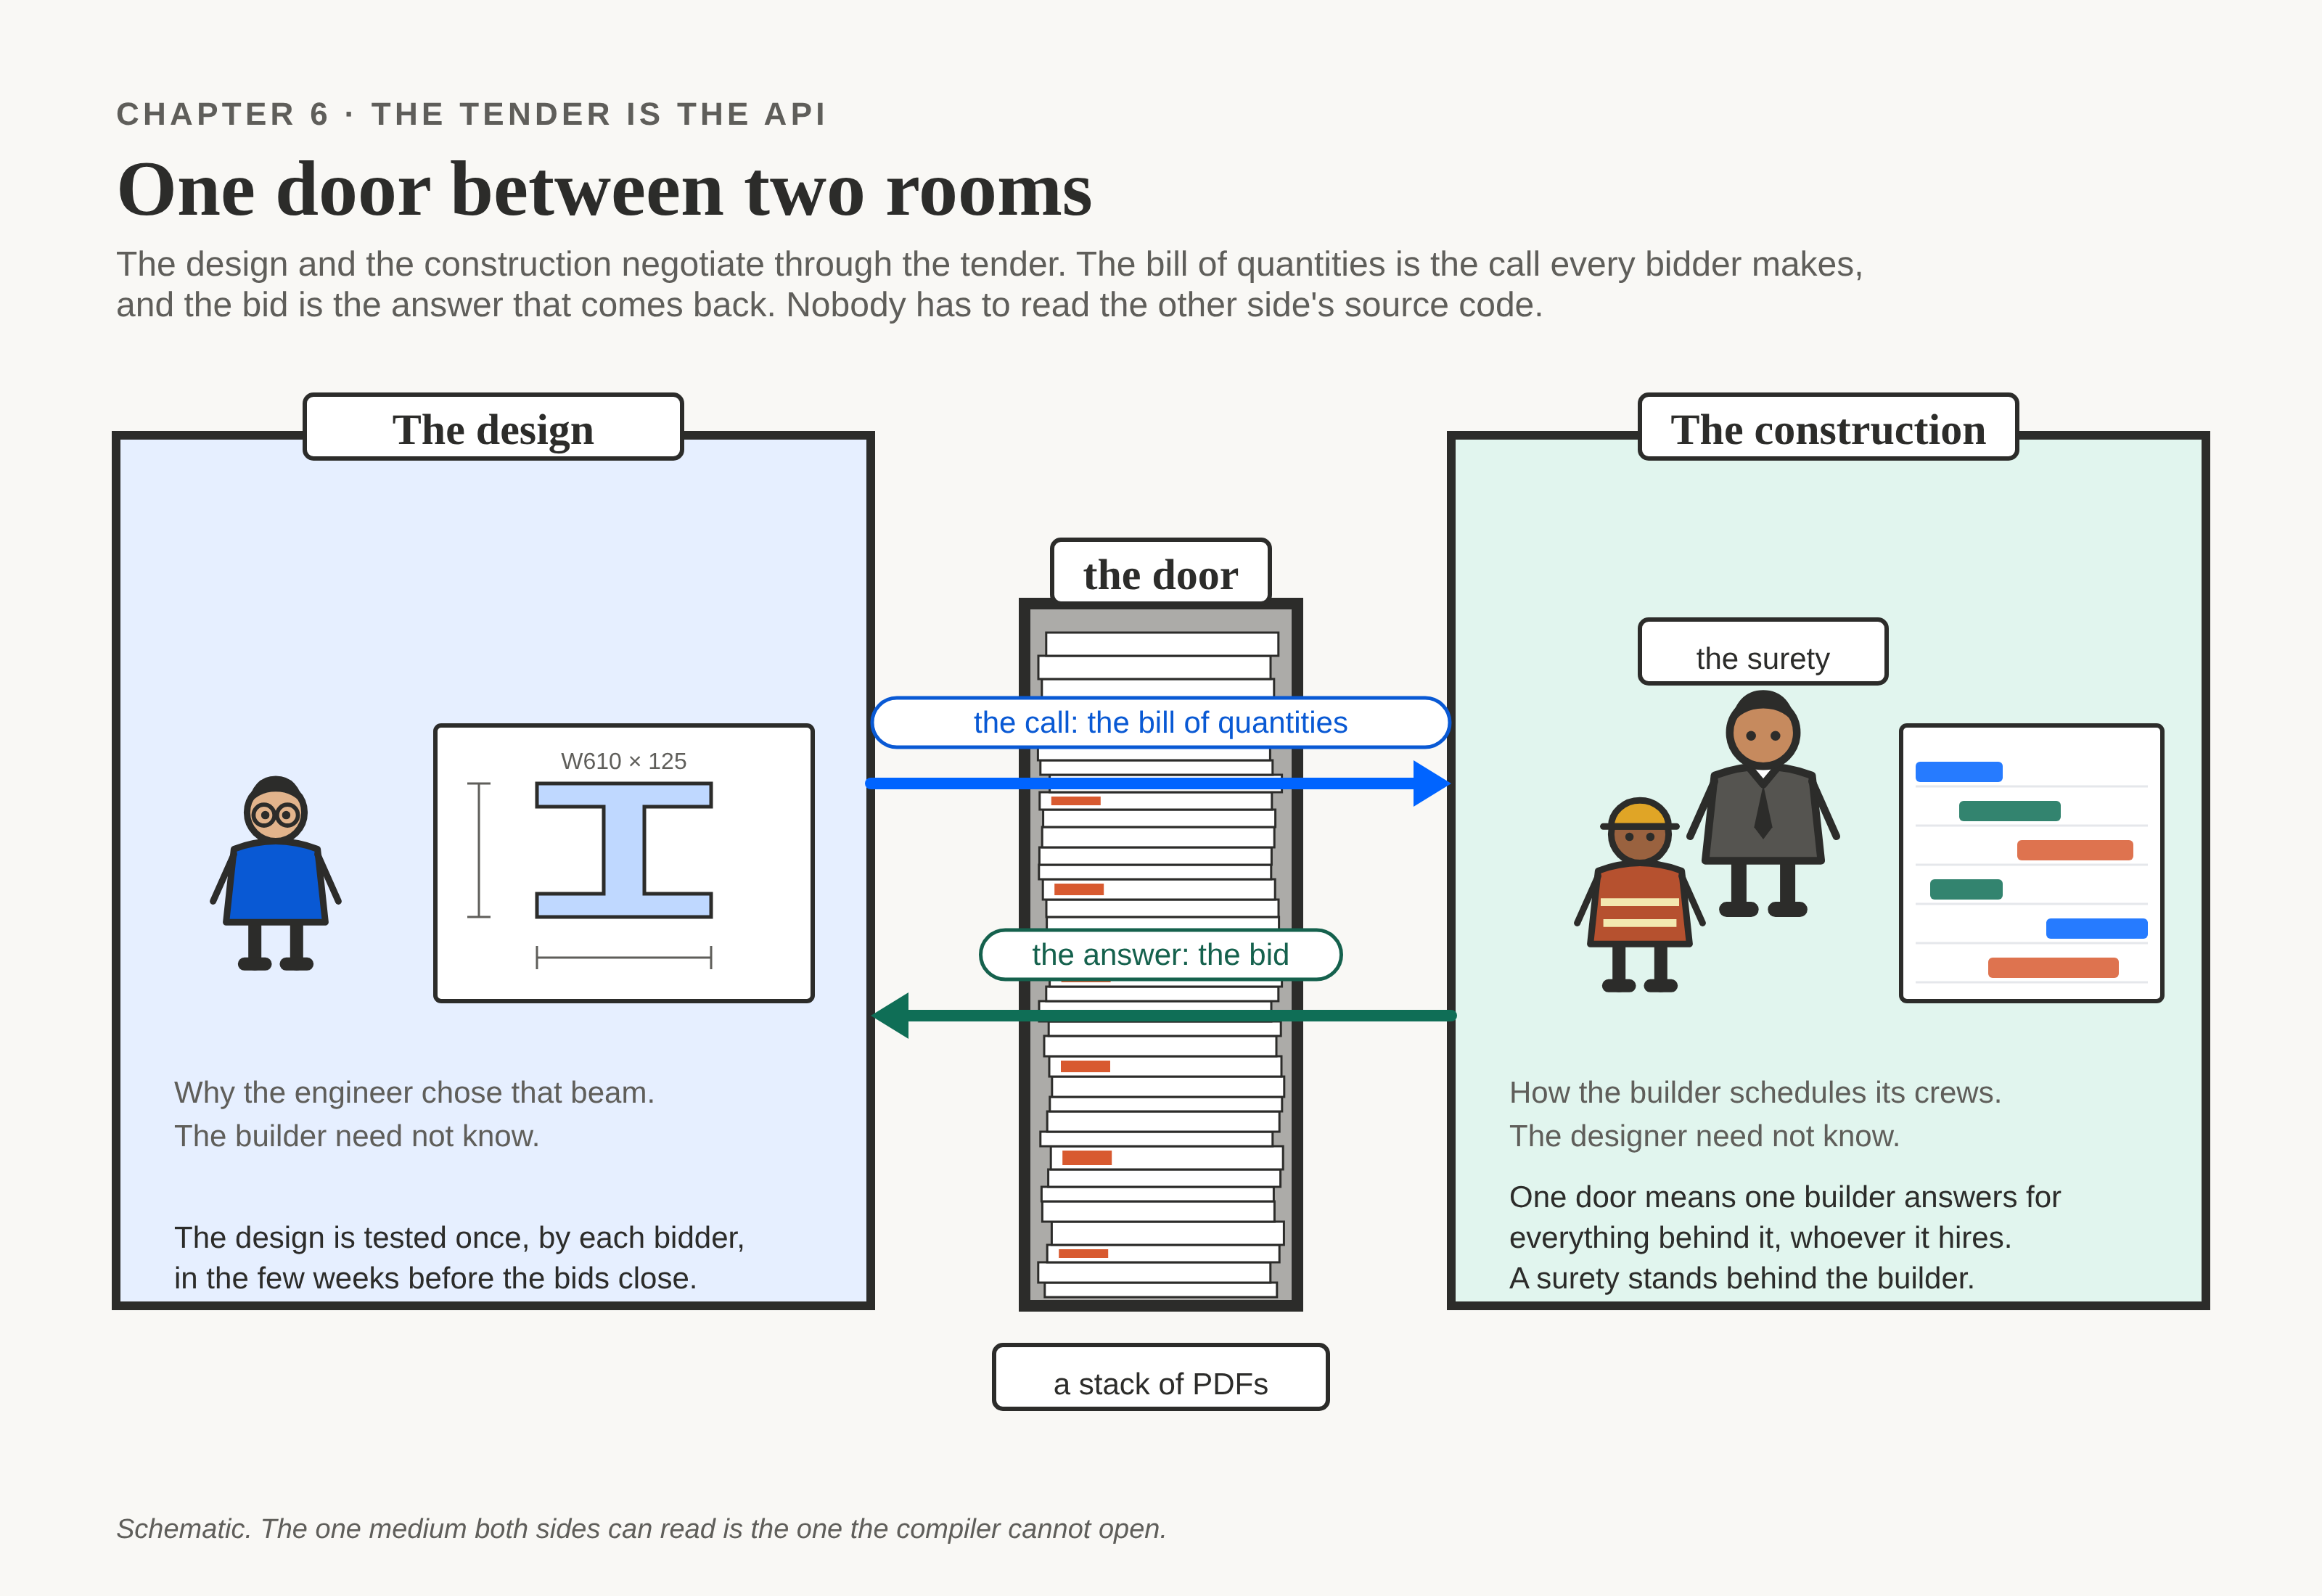 CHAPTER 6 · THE TENDER IS THE API
One door between two rooms
The design and the construction negotiate through the tender. The bill of quantities is the call every bidder makes,
and the bid is the answer that comes back. Nobody has to read the other side's source code.
The design
The construction
the door
the surety
the call: the bill of quantities
W610 × 125
the answer: the bid
Why the engineer chose that beam.
The builder need not know.
The design is tested once, by each bidder,
in the few weeks before the bids close.
How the builder schedules its crews.
The designer need not know.
One door means one builder answers for
everything behind it, whoever it hires.
A surety stands behind the builder.
a stack of PDFs
Schematic. The one medium both sides can read is the one the compiler cannot open.